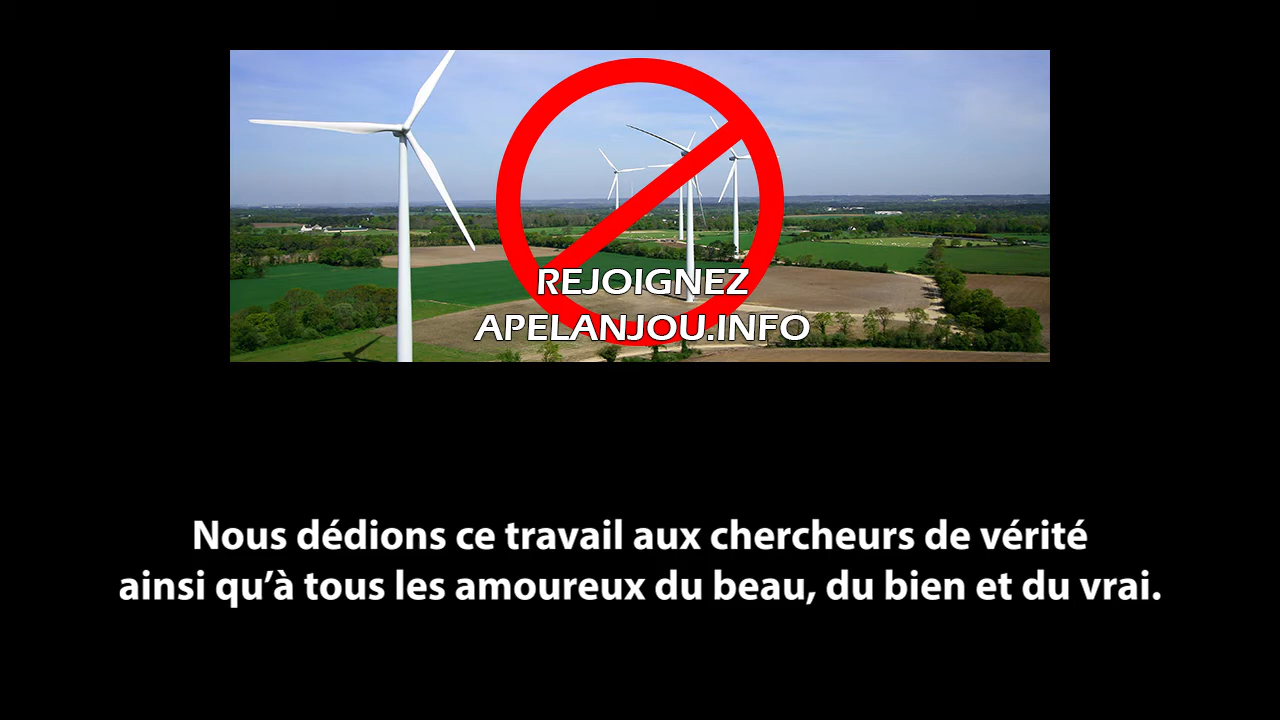 REJOIGNEZ
APELANJOU.INFO
Nous dédions ce travail aux chercheurs de vérité
ainsi qu’à tous les amoureux du beau, du bien et du vrai.